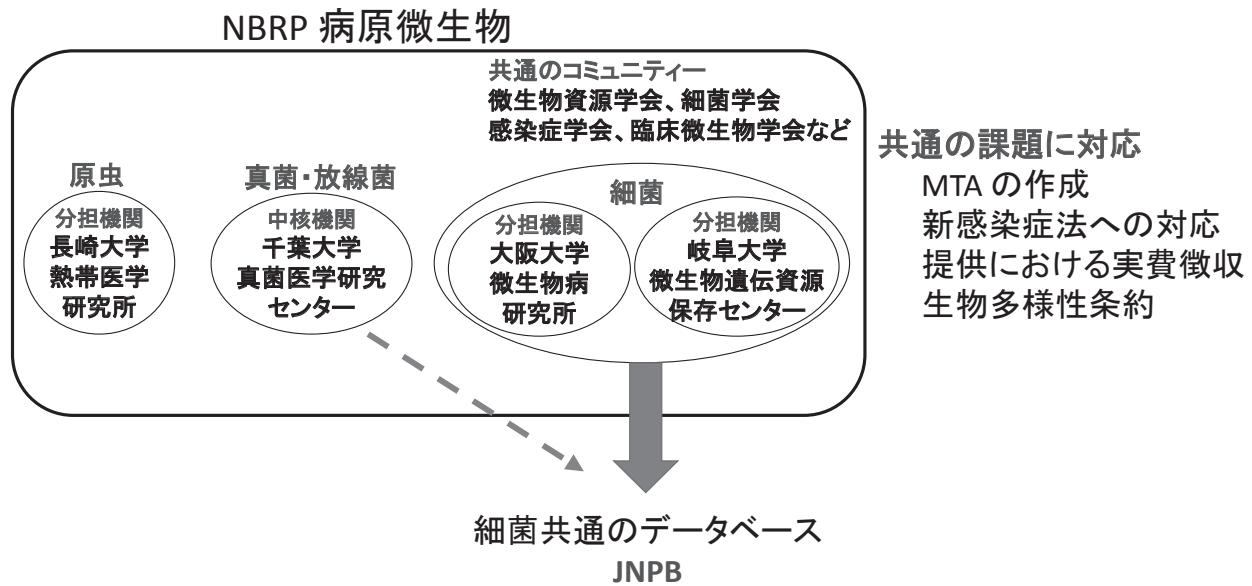 NBRP 病原微生物
共通のコミュニティー
微生物資源学会、細菌学会
感染症学会、臨床微生物学会など
原虫
分担機関
長崎大学
熱帯医学
研究所
真菌・放線菌
中核機関
千葉大学
真菌医学研究
センター
細菌
分担機関
大阪大学
微生物病
研究所
分担機関
岐阜大学
微生物遺伝資源
保存センター
共通の課題に対応
MTA の作成
新感染症法への対応
提供における実費徴収
生物多様性条約
細菌共通のデータベース
JNPB